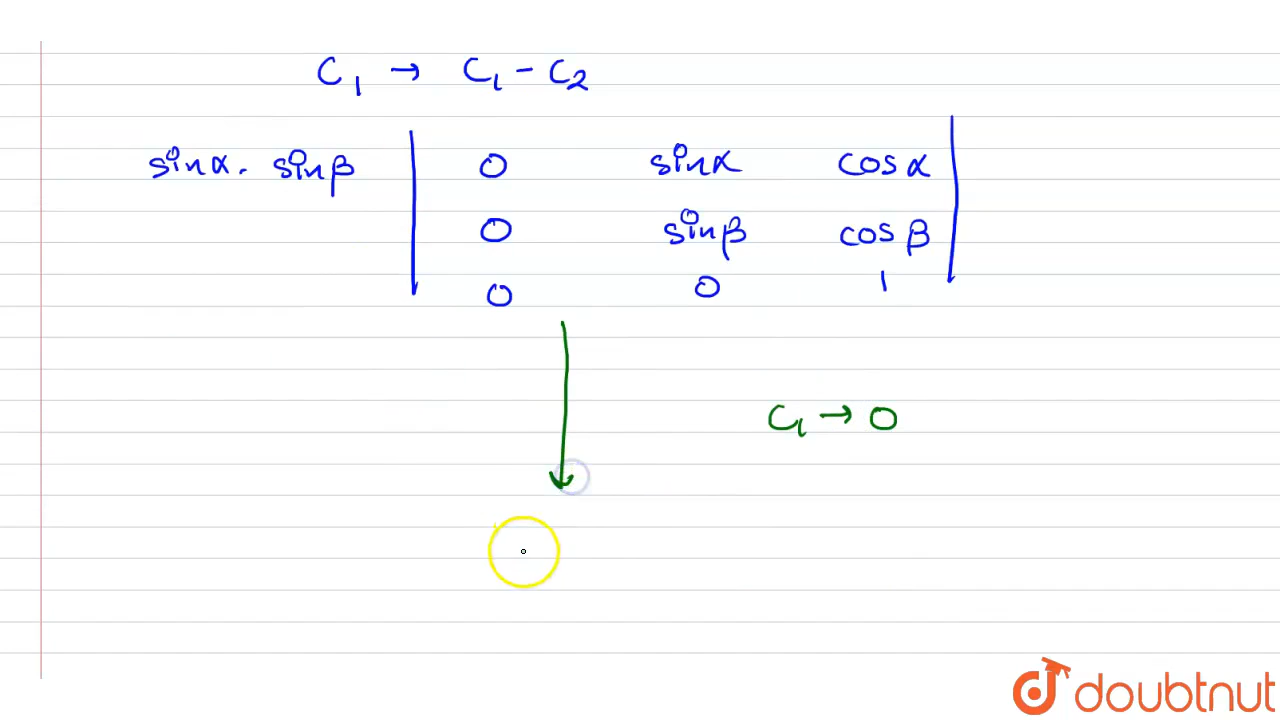 C₁ → C₁ - C₂
sinα . sinβ | 0 sinα cosα |
0 sinβ cosβ
0 0 1
C₁ → 0
doubtnut